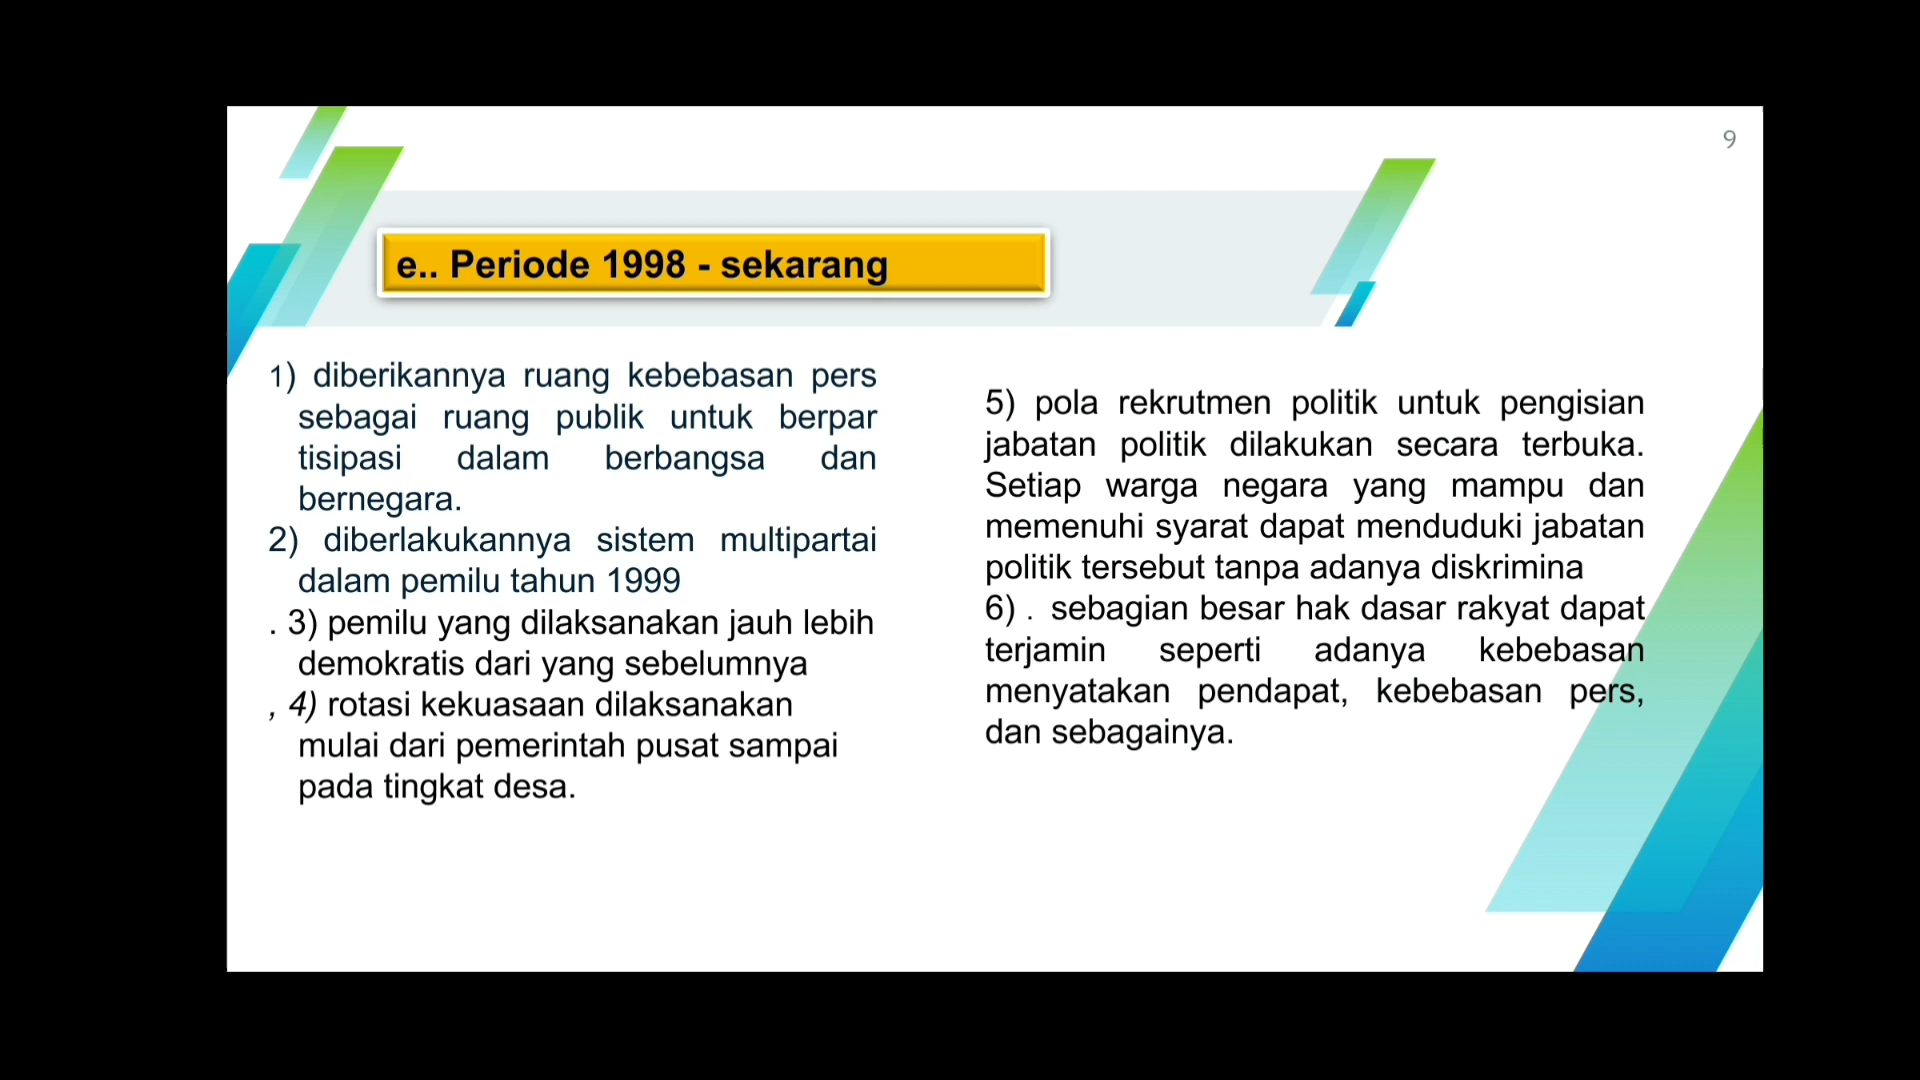 9
e.. Periode 1998 - sekarang
1) diberikannya ruang kebebasan pers
sebagai ruang publik untuk berpar
tisipasi dalam berbangsa dan
bernegara.
2) diberlakukannya sistem multipartai
dalam pemilu tahun 1999
. 3) pemilu yang dilaksanakan jauh lebih
demokratis dari yang sebelumnya
, 4) rotasi kekuasaan dilaksanakan
mulai dari pemerintah pusat sampai
pada tingkat desa.
5) pola rekrutmen politik untuk pengisian
jabatan politik dilakukan secara terbuka.
Setiap warga negara yang mampu dan
memenuhi syarat dapat menduduki jabatan
politik tersebut tanpa adanya diskrimina
6) . sebagian besar hak dasar rakyat dapat
terjamin seperti adanya kebebasan
menyatakan pendapat, kebebasan pers,
dan sebagainya.